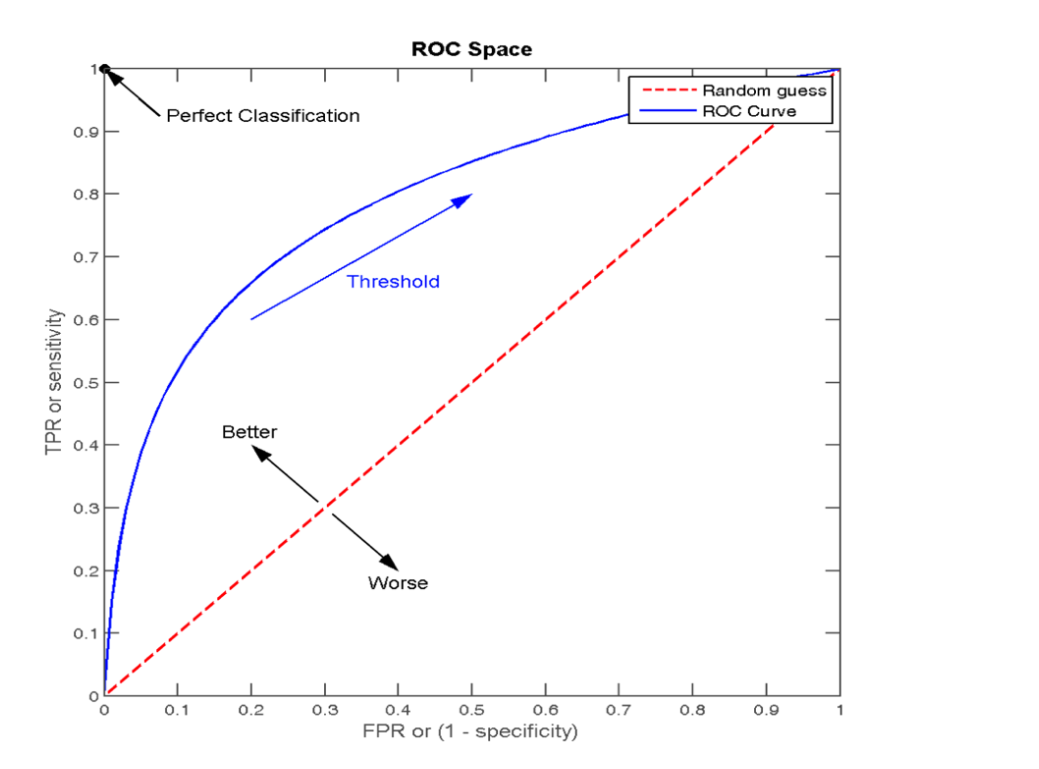 ROC Space
Random guess
ROC Curve
Perfect Classification
Threshold
Better
Worse
TPR or sensitivity
1
0.9
0.8
0.7
0.6
0.5
0.4
0.3
0.2
0.1
0
0 0.1 0.2 0.3 0.4 0.5 0.6 0.7 0.8 0.9 1
FPR or (1 - specificity)